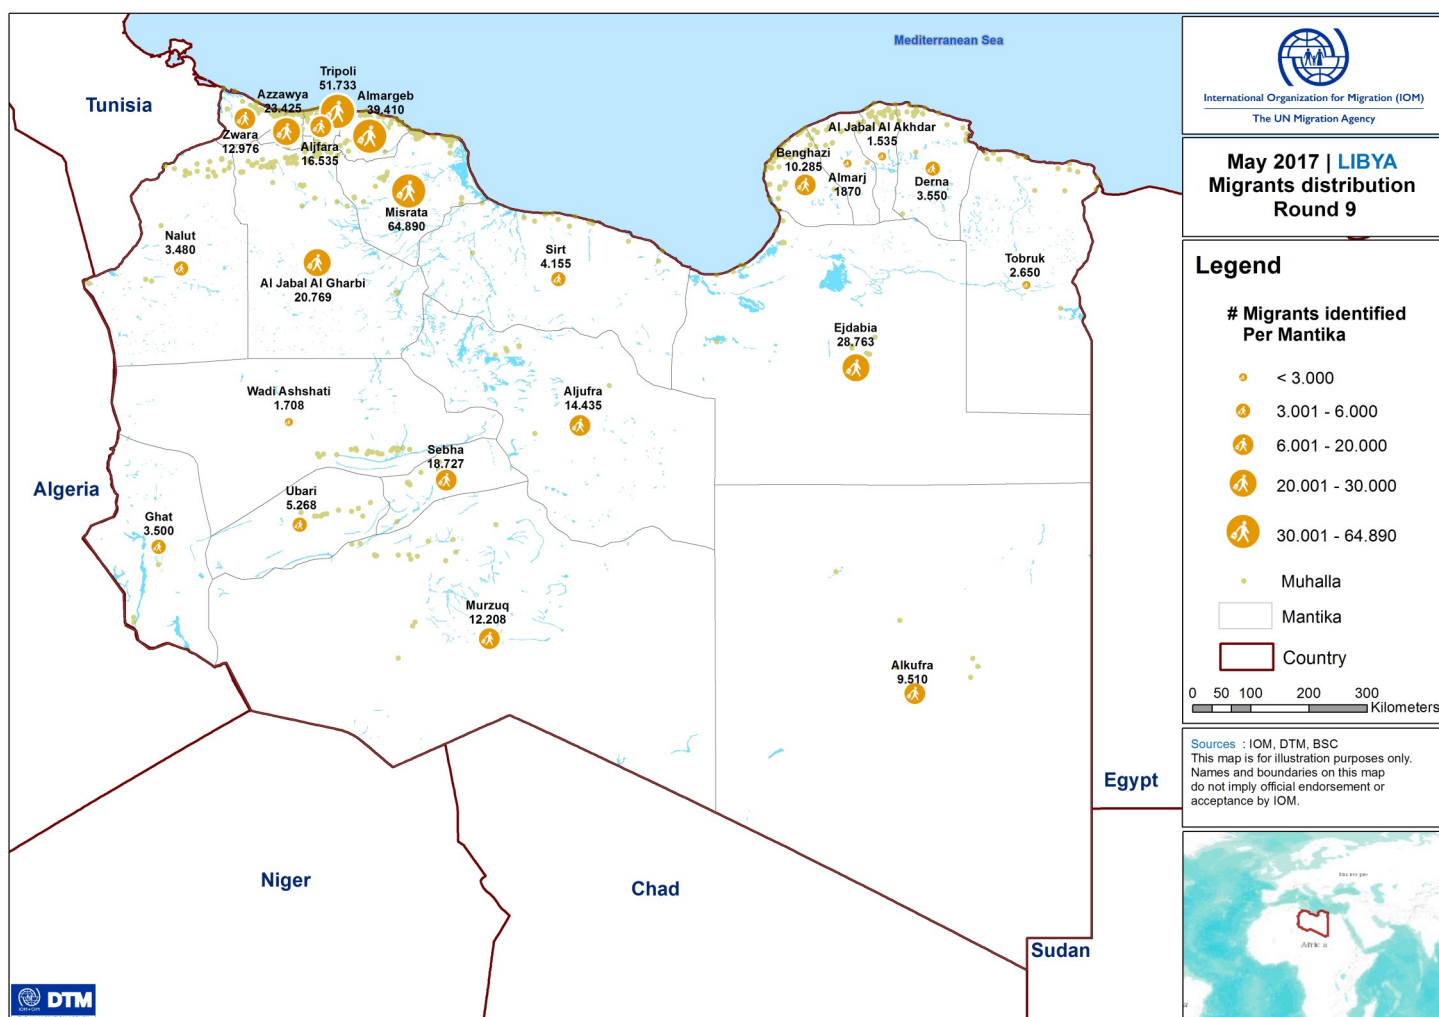 Mediterranean Sea
Tunisia
Algeria
Niger
Chad
Sudan
Egypt
Tripoli
51.733
Azzawya
23.425
Almargeb
39.410
Zwara
12.976
Aljfara
16.535
Misrata
64.890
Nalut
3.480
Al Jabal Al Gharbi
20.769
Sirt
4.155
Benghazi
10.285
Al Jabal Al Akhdar
1.535
Almarj
1870
Derna
3.550
Tobruk
2.650
Ejdabia
28.763
Wadi Ashshati
1.708
Aljufra
14.435
Sebha
18.727
Ubari
5.268
Ghat
3.500
Murzuq
12.208
Alkufra
9.510
International Organization for Migration (IOM)
The UN Migration Agency
May 2017 | LIBYA
Migrants distribution
Round 9
Legend
# Migrants identified
Per Mantika
< 3.000
3.001 - 6.000
6.001 - 20.000
20.001 - 30.000
30.001 - 64.890
Muhalla
Mantika
Country
0 50 100 200 300
Kilometers
Sources : IOM, DTM, BSC
This map is for illustration purposes only.
Names and boundaries on this map
do not imply official endorsement or
acceptance by IOM.
Africa
DTM